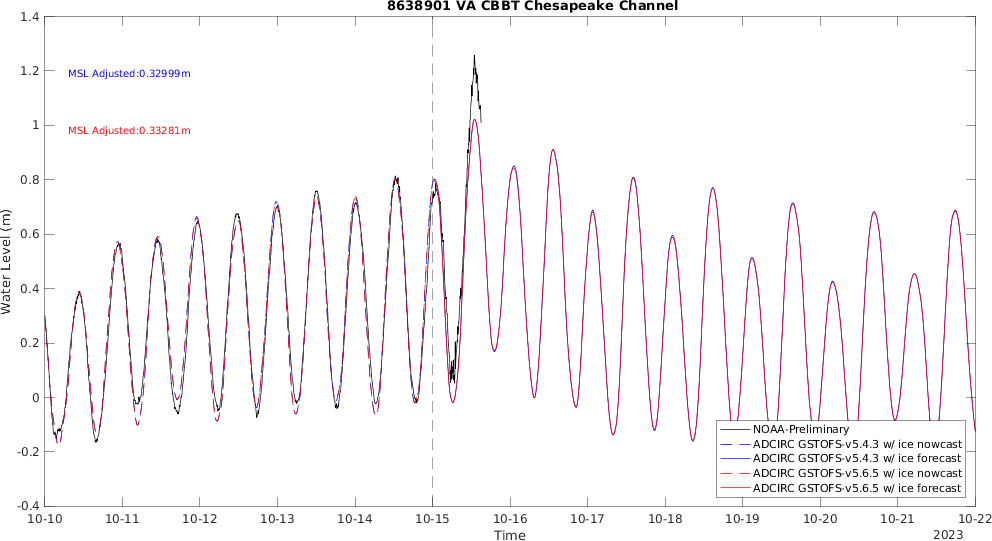 8638901 VA CBBT Chesapeake Channel
1.4
1.2
1
0.8
0.6
0.4
0.2
0
-0.2
-0.4
Water Level (m)
MSL Adjusted:0.32999m
MSL Adjusted:0.33281m
NOAA-Preliminary
ADCIRC GSTOFS-v5.4.3 w/ ice nowcast
ADCIRC GSTOFS-v5.4.3 w/ ice forecast
ADCIRC GSTOFS-v5.6.5 w/ ice nowcast
ADCIRC GSTOFS-v5.6.5 w/ ice forecast
10-10 10-11 10-12 10-13 10-14 10-15 10-16 10-17 10-18 10-19 10-20 10-21 10-22
Time
2023